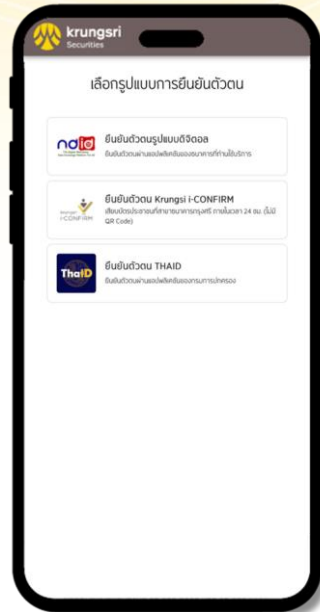 krungsri
Securities
เลือกรูปแบบการยืนยันตัวตน
ndid
ยืนยันตัวตนรูปแบบดิจิตอล
ยืนยันตัวตนผ่านแอปพลิเคชันของธนาคารที่ท่านใช้บริการ
ยืนยันตัวตน Krungsi i-CONFIRM
เสียบบัตรประชาชนที่สาขาธนาคารกรุงศรี ภายในเวลา 24 ชม. (ไม่มี
QR Code)
krungsri
i-CONFIRM
ThaiD
ยืนยันตัวตน THAID
ยืนยันตัวตนผ่านแอปพลิเคชันของกรมการปกครอง